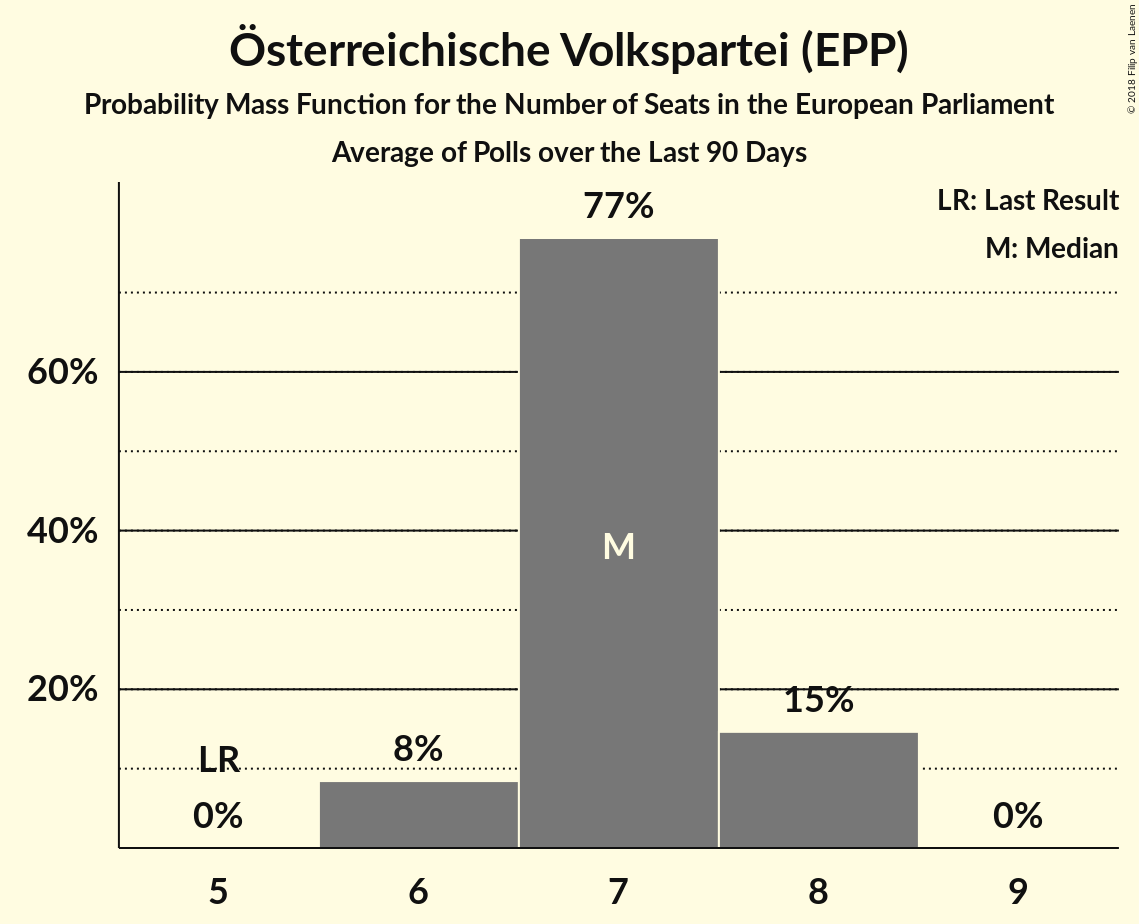 Österreichische Volkspartei (EPP)
Probability Mass Function for the Number of Seats in the European Parliament
Average of Polls over the Last 90 Days
© 2018 Filip van Laenen
LR: Last Result
M: Median
77%
60%
40%
20%
M
15%
LR
8%
0%
0%
5 6 7 8 9